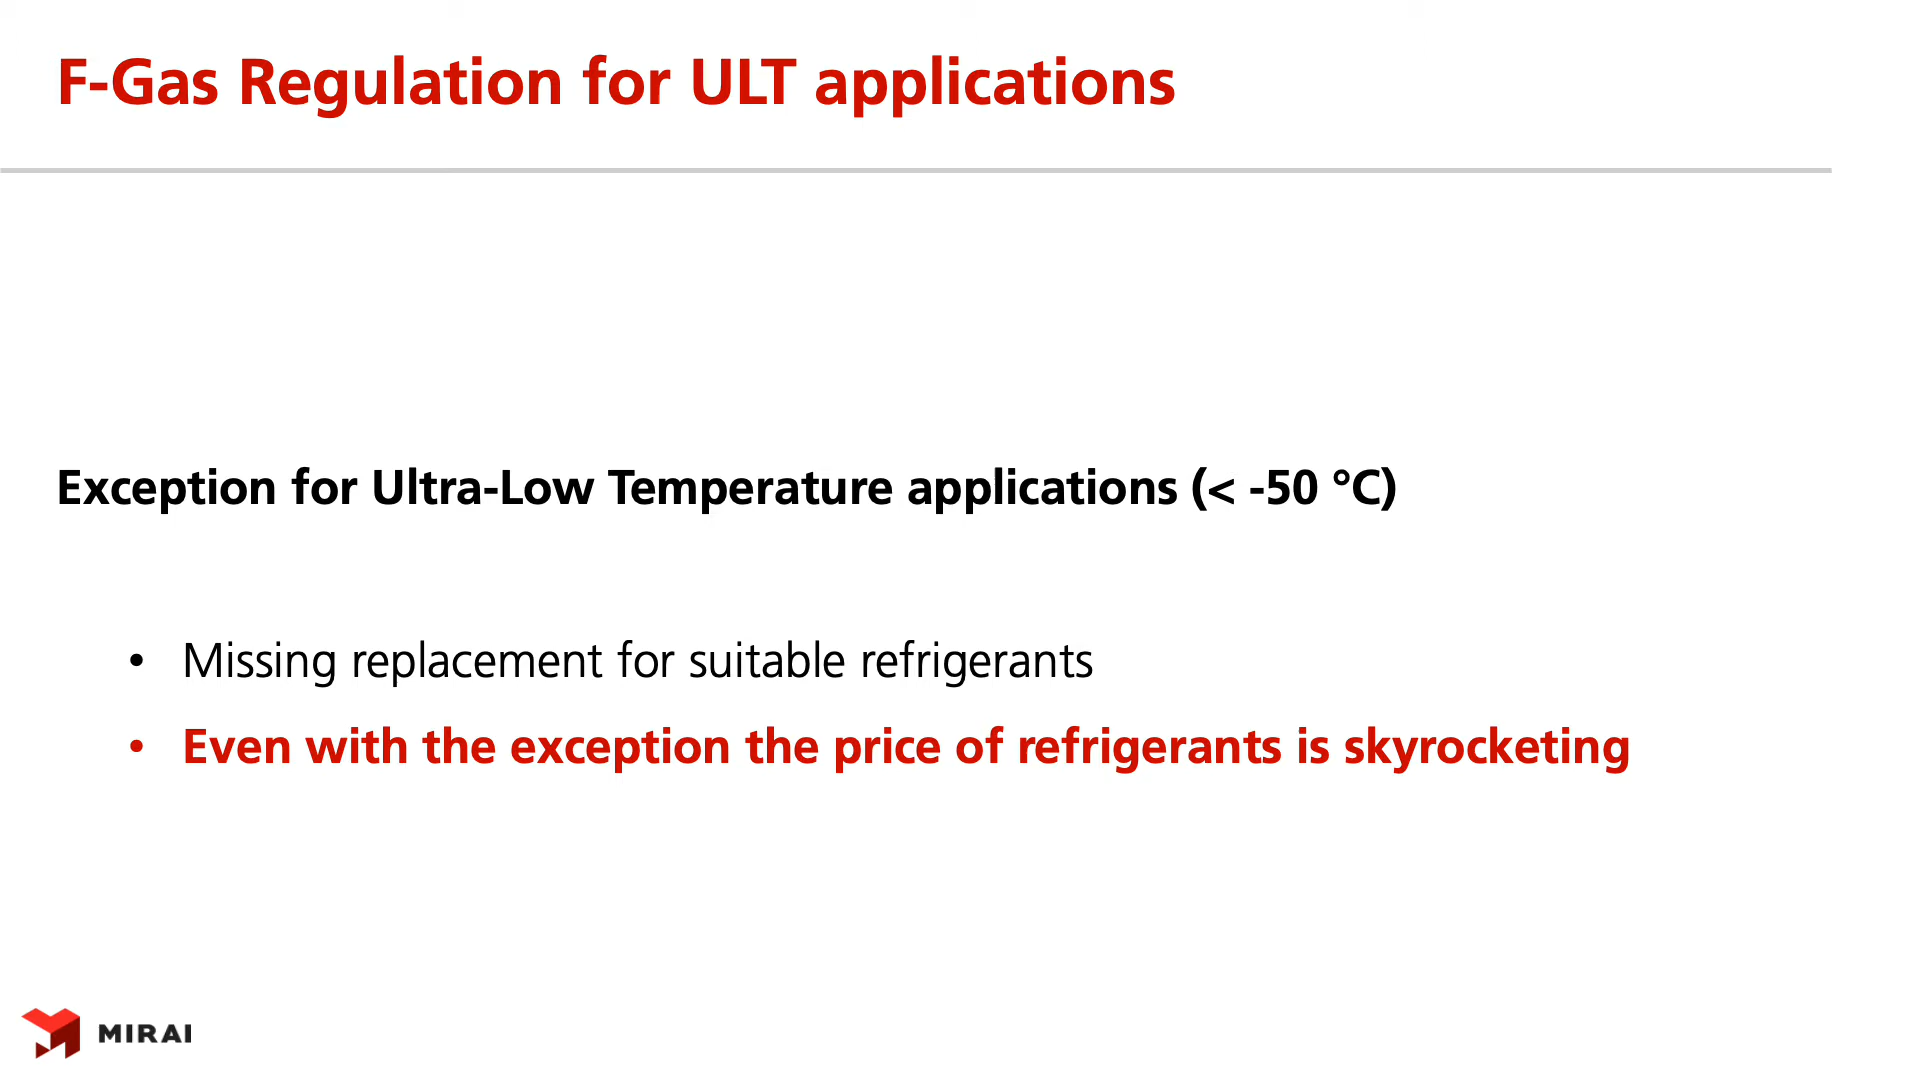 F-Gas Regulation for ULT applications
Exception for Ultra-Low Temperature applications (< -50 °C)
• Missing replacement for suitable refrigerants
• Even with the exception the price of refrigerants is skyrocketing
MIRAI